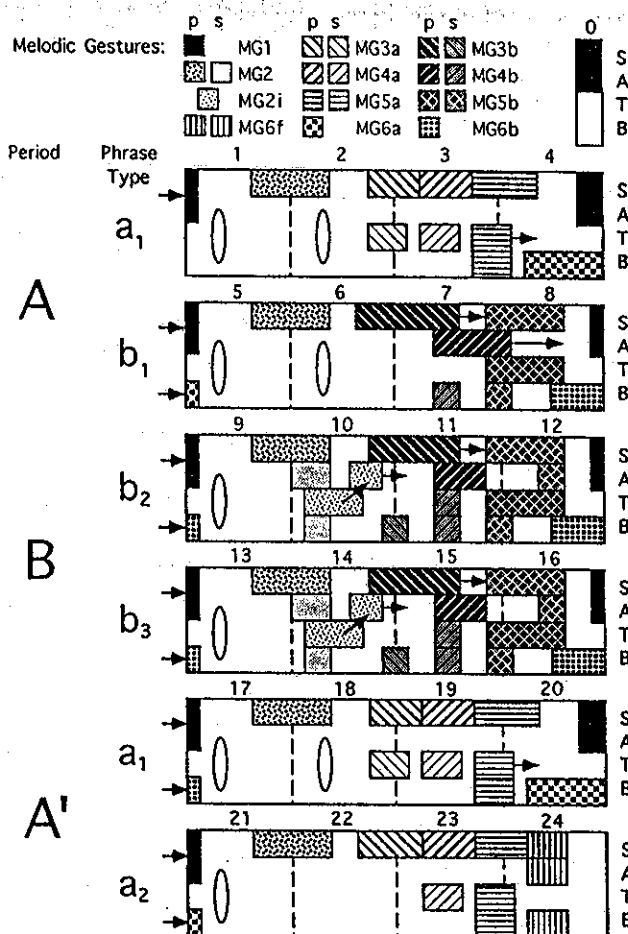 p s p s p s 0
Melodic Gestures: MG1 MG3a MG3b S
MG2 MG4a MG4b A
MG2i MG5a MG5b T
MG6f MG6a MG6b B
Period Phrase Type 1 2 3 4
A a1 S A T B
5 6 7 8
b1 S A T B
9 10 11 12
B b2 S A T B
13 14 15 16
b3 S A T B
17 18 19 20
A' a1 S A T B
21 22 23 24
a2 S A T B